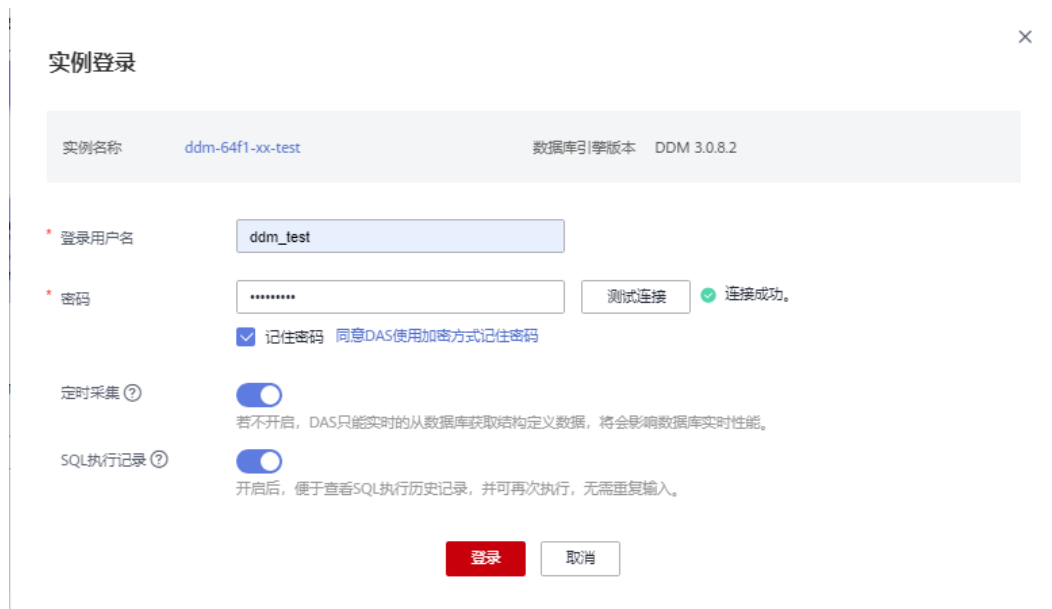 实例登录
实例名称 ddm-64f1-xx-test 数据库引擎版本 DDM 3.0.8.2
* 登录用户名 ddm_test
* 密码 ••••••••• 测试连接 连接成功。
记住密码 同意DAS使用加密方式记住密码
定时采集
若不开启，DAS只能实时的从数据库获取结构定义数据，将会影响数据库实时性能。
SQL执行记录
开启后，便于查看SQL执行历史记录，并可再次执行，无需重复输入。
登录 取消